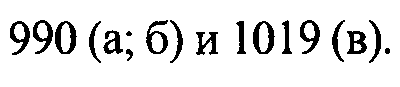 990 (а; б) и 1019 (в).